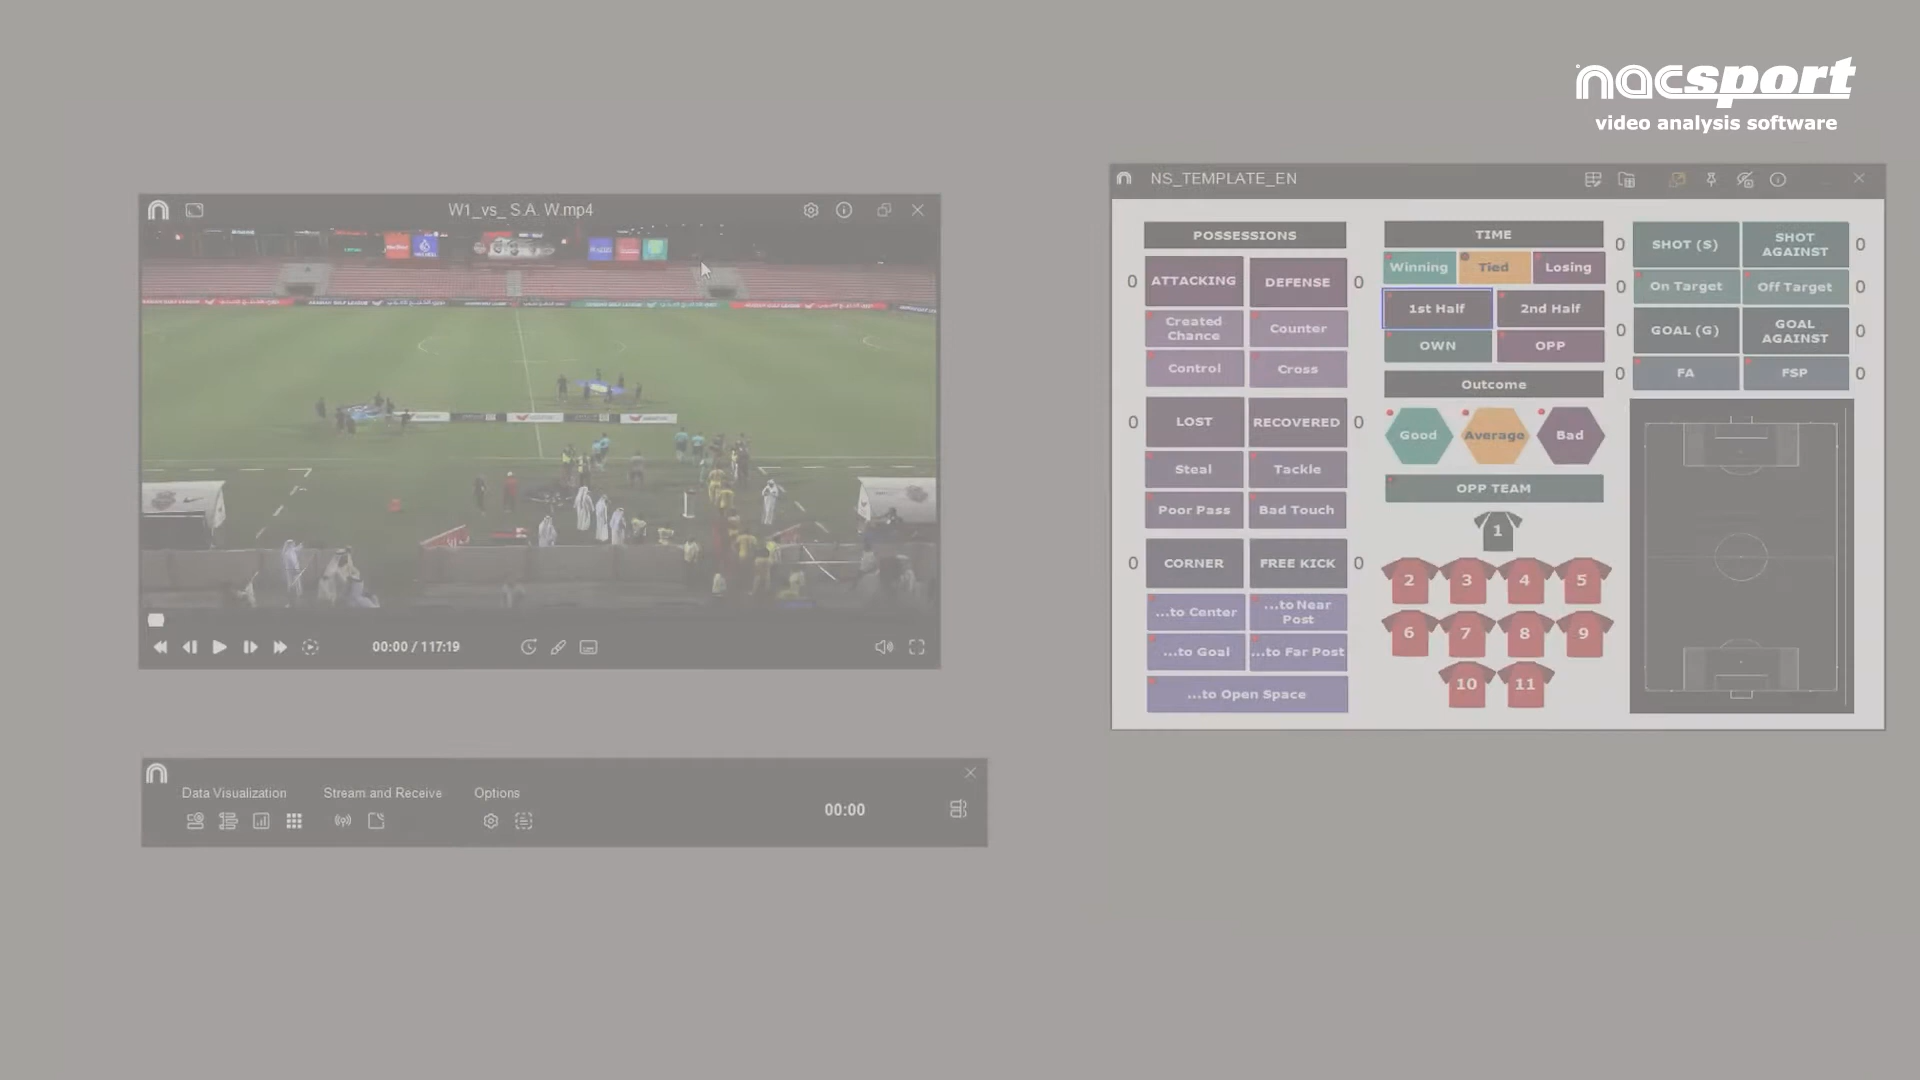 nacsport
video analysis software
W1_vs_ S.A. W.mp4
00:00 / 117:19
Data Visualization
Stream and Receive
Options
00:00
NS_TEMPLATE_EN
POSSESSIONS
0 ATTACKING DEFENSE 0
Created Chance
Counter
Control
Cross
0 LOST RECOVERED 0
Steal
Tackle
Poor Pass
Bad Touch
0 CORNER FREE KICK 0
...to Center
...to Near Post
...to Goal
...to Far Post
...to Open Space
TIME
Winning
Tied
Losing
1st Half
2nd Half
OWN
OPP
Outcome
Good
Average
Bad
OPP TEAM
1
2 3 4 5
6 7 8 9
10 11
0 SHOT (S) SHOT AGAINST 0
0 On Target Off Target 0
0 GOAL (G) GOAL AGAINST 0
0 FA FSP 0